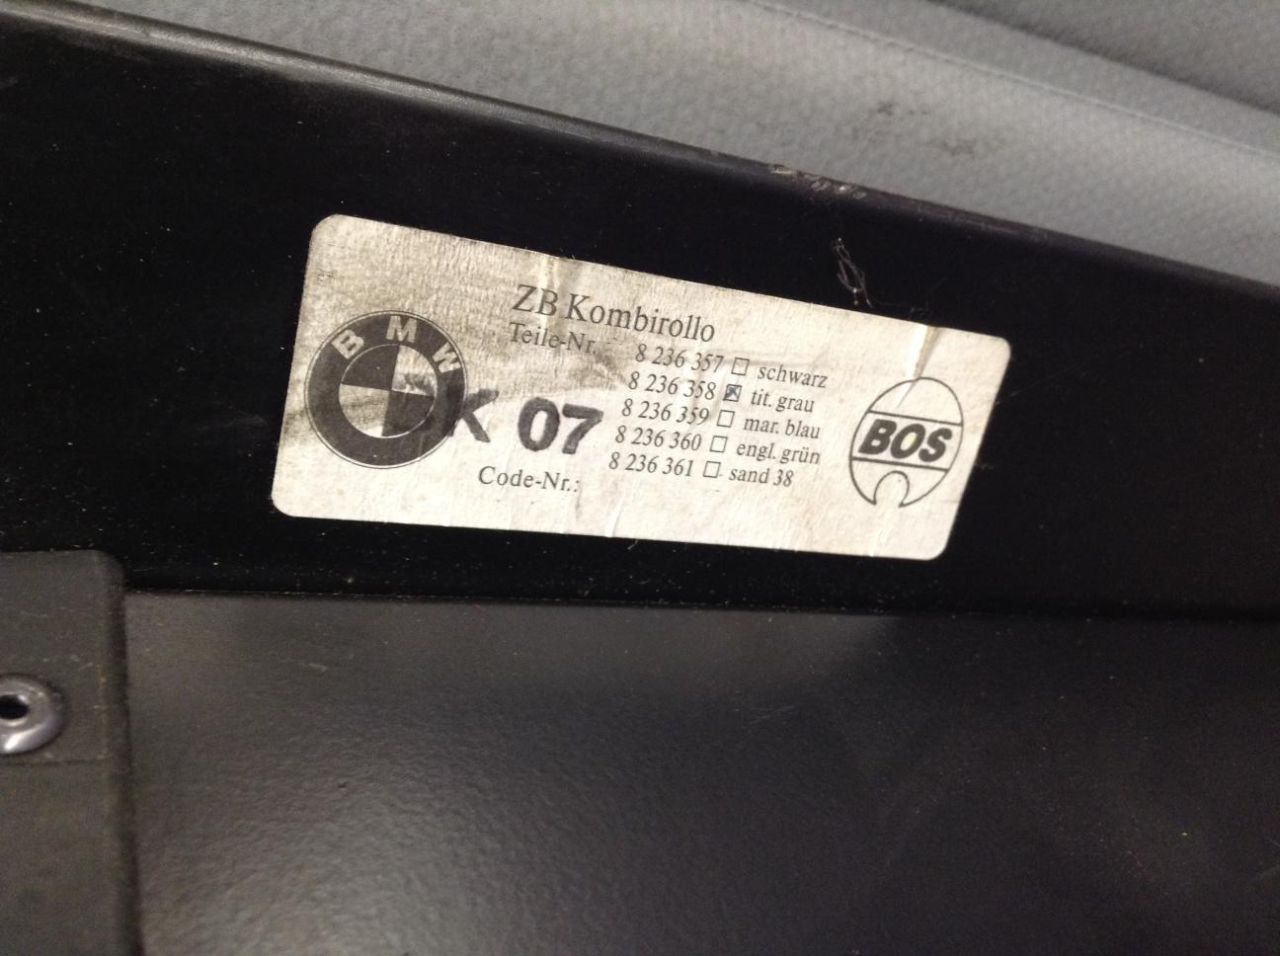 ZB Kombirollo
Teile-Nr. 8 236 357 ☐ schwarz
8 236 358 ☒ tit. grau
8 236 359 ☐ mar. blau
8 236 360 ☐ engl. grün
8 236 361 ☐ sand 38
BMW
K 07
Code-Nr.:
BOS